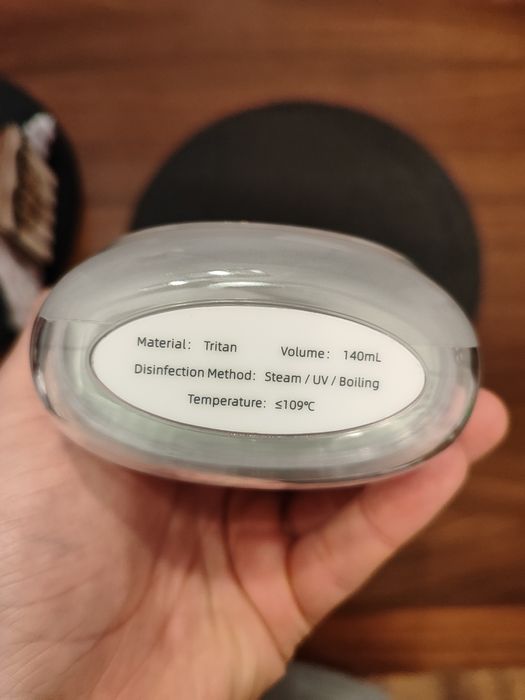 Material: Tritan Volume: 140mL
Disinfection Method: Steam / UV / Boiling
Temperature: ≤109℃